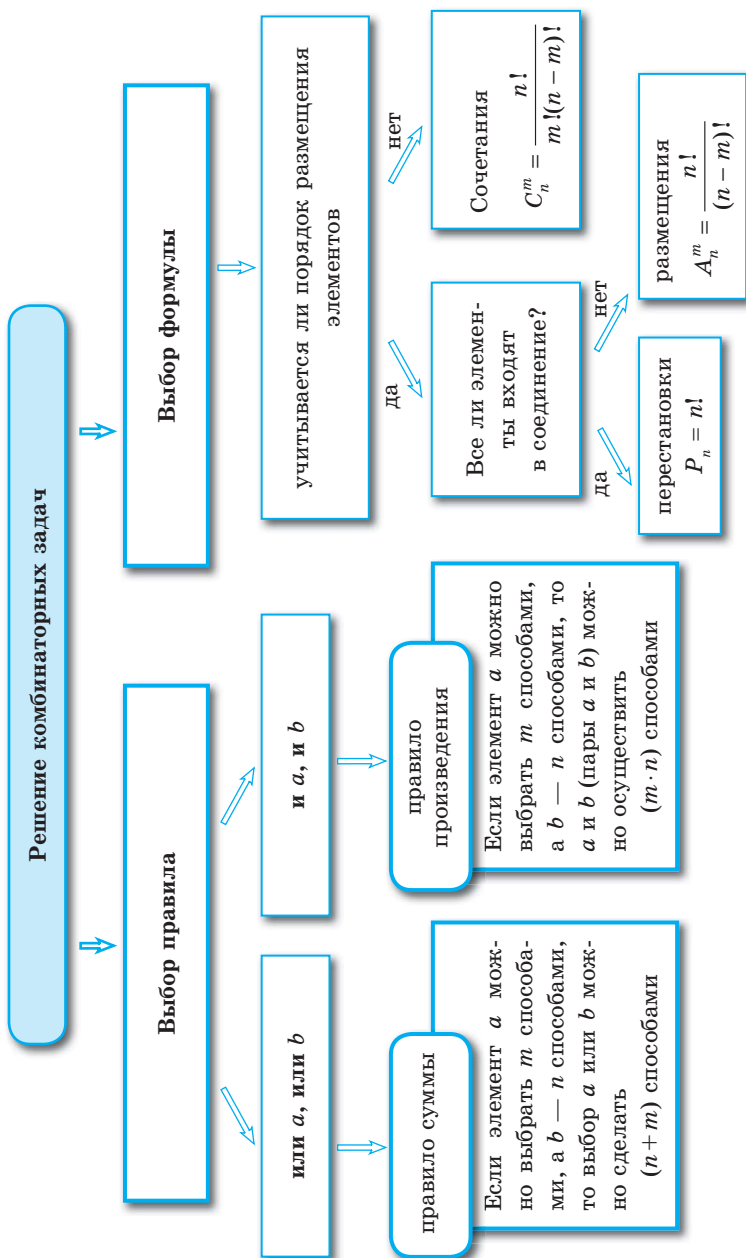 Решение комбинаторных задач
Выбор правила
или a, или b
правило суммы
Если элемент a мож-
но выбрать m способа-
ми, а b — n способами,
то выбор a или b мож-
но сделать
(n + m) способами
и a, и b
правило
произведения
Если элемент a можно
выбрать m способами,
а b — n способами, то
a и b (пары a и b) мож-
но осуществить
(m · n) способами
Выбор формулы
учитывается ли порядок размещения
элементов
да
нет
Все ли элемен-
ты входят
в соединение?
Сочетания
C_n^m = n! / m!(n − m)!
да
нет
перестановки
P_n = n!
размещения
A_n^m = n! / (n − m)!